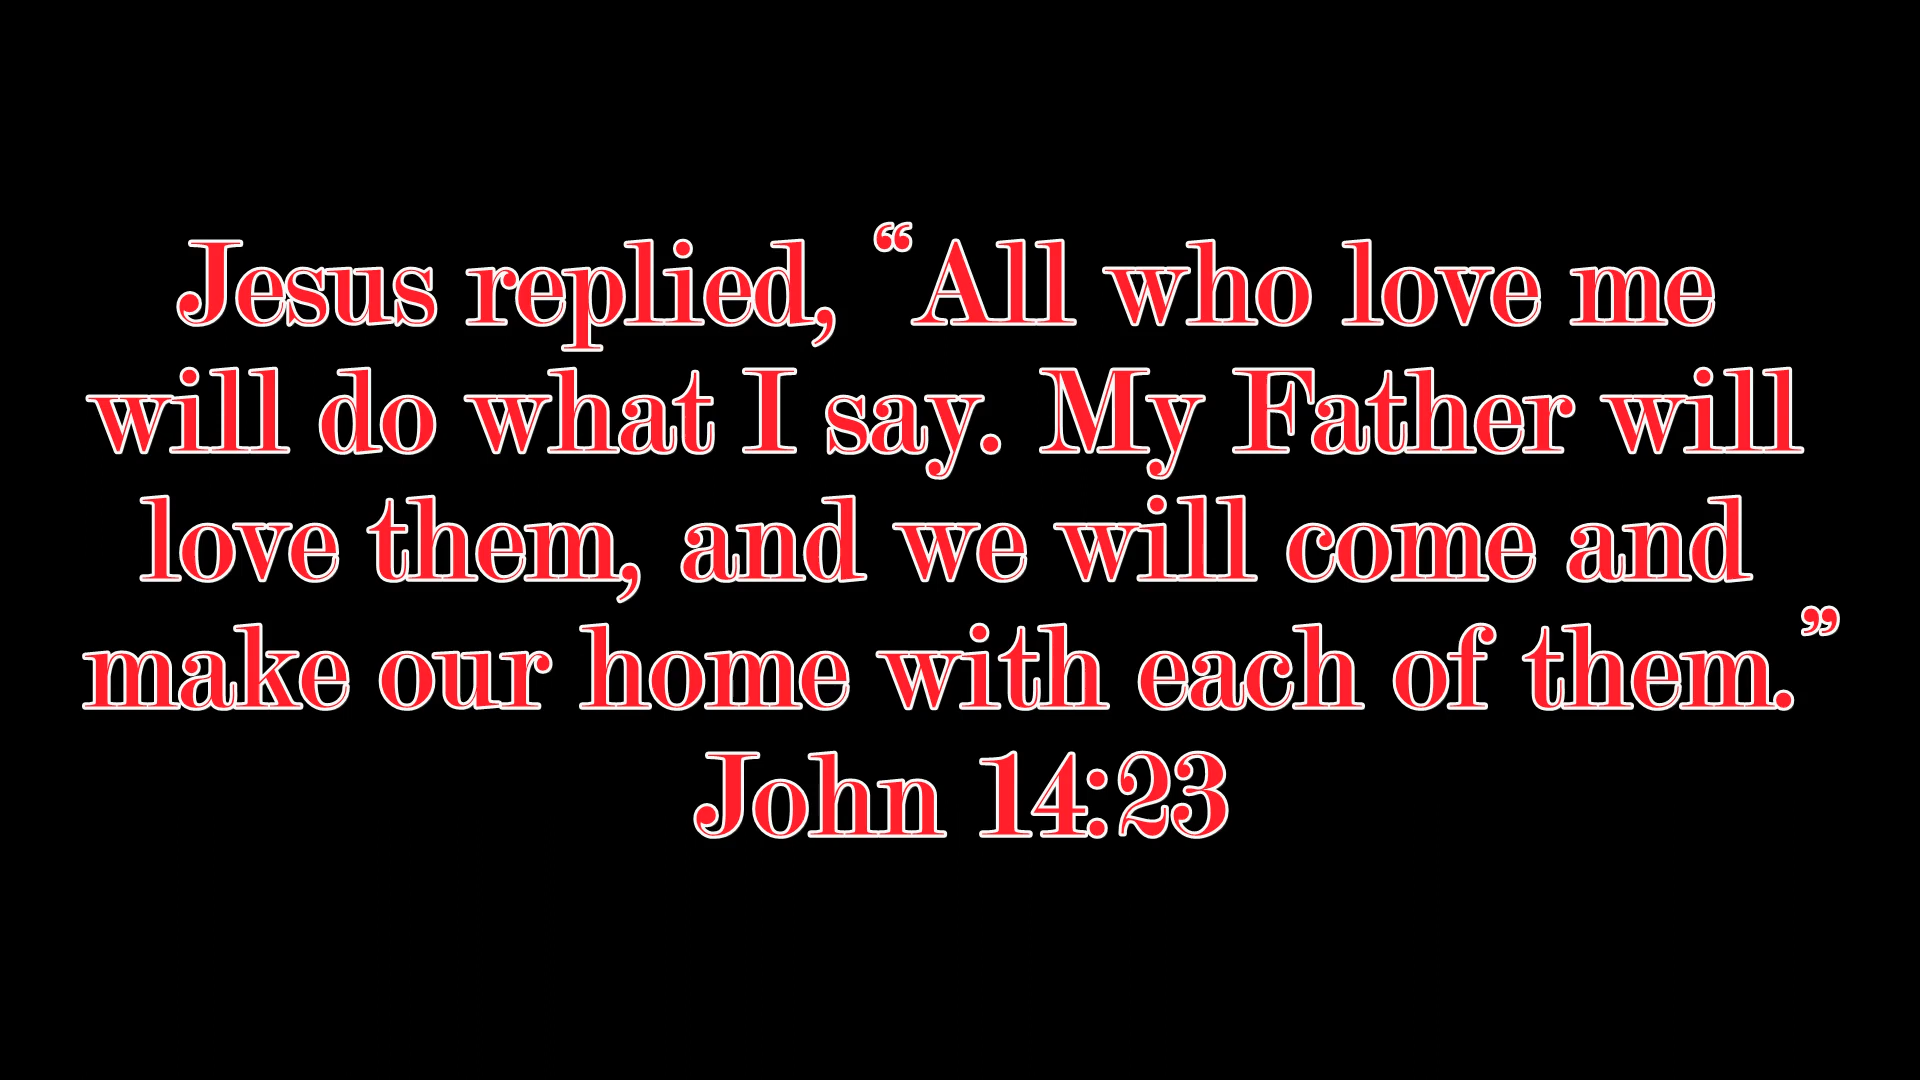 Jesus replied, “All who love me
will do what I say. My Father will
love them, and we will come and
make our home with each of them.”
John 14:23